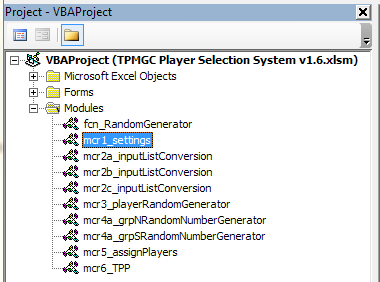 Project - VBAProject
VBAProject (TPMGC Player Selection System v1.6.xlsm)
Microsoft Excel Objects
Forms
Modules
fcn_RandomGenerator
mcr1_settings
mcr2a_inputListConversion
mcr2b_inputListConversion
mcr2c_inputListConversion
mcr3_playerRandomGenerator
mcr4a_grpNRandomNumberGenerator
mcr4a_grpSRandomNumberGenerator
mcr5_assignPlayers
mcr6_TPP